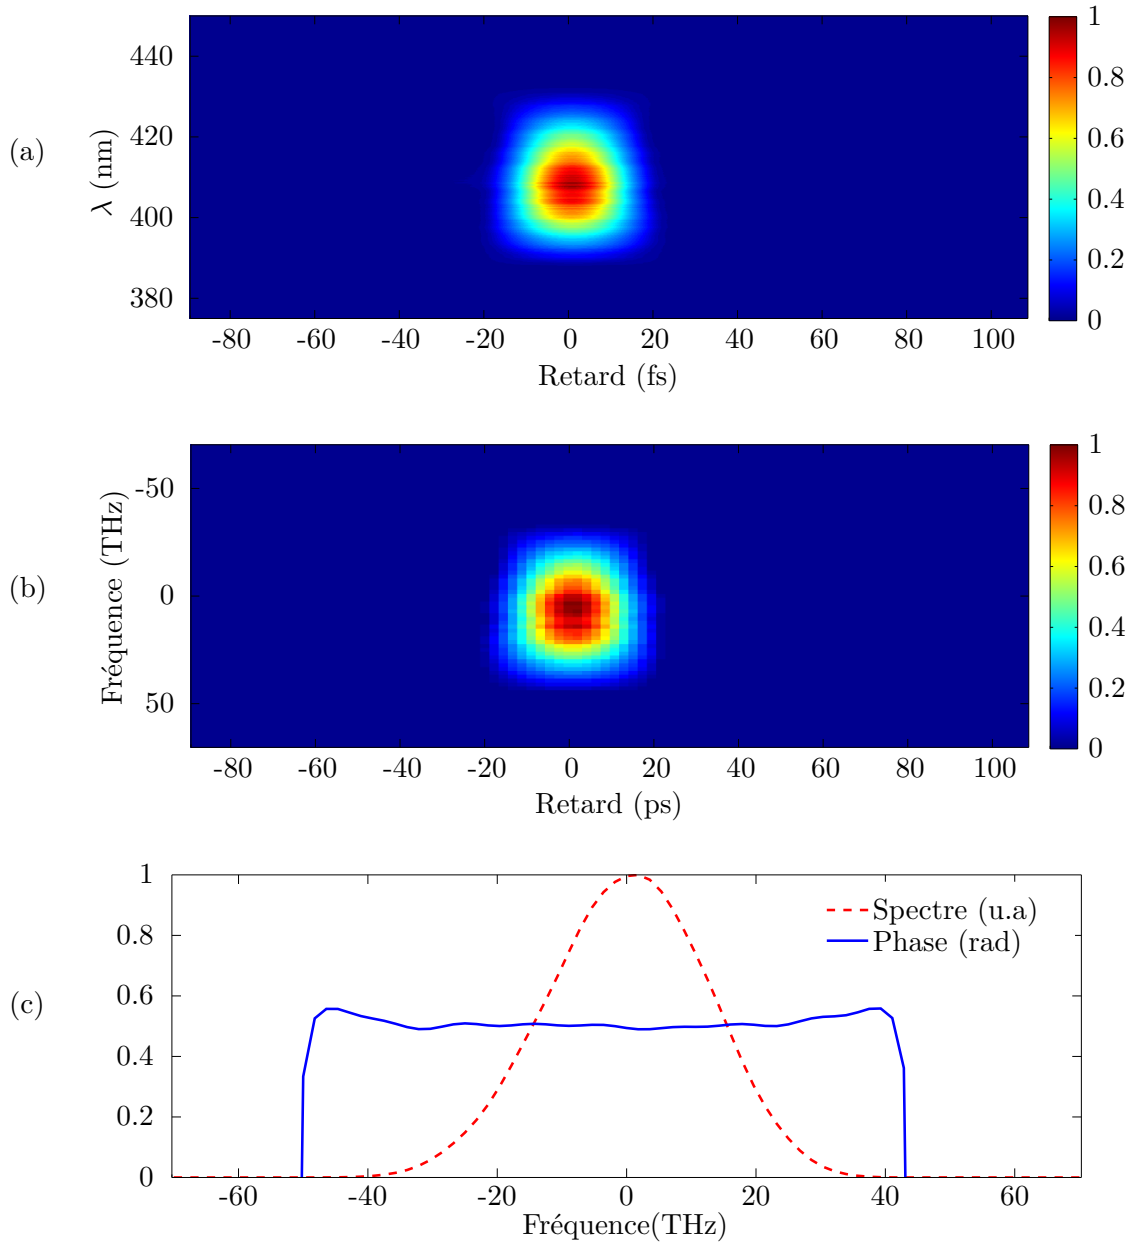 (a)
λ (nm)
440
420
400
380
-80 -60 -40 -20 0 20 40 60 80 100
Retard (fs)
1
0.8
0.6
0.4
0.2
0
(b)
Fréquence (THz)
-50
0
50
-80 -60 -40 -20 0 20 40 60 80 100
Retard (ps)
1
0.8
0.6
0.4
0.2
0
(c)
1
0.8
0.6
0.4
0.2
0
Spectre (u.a)
Phase (rad)
-60 -40 -20 0 20 40 60
Fréquence(THz)